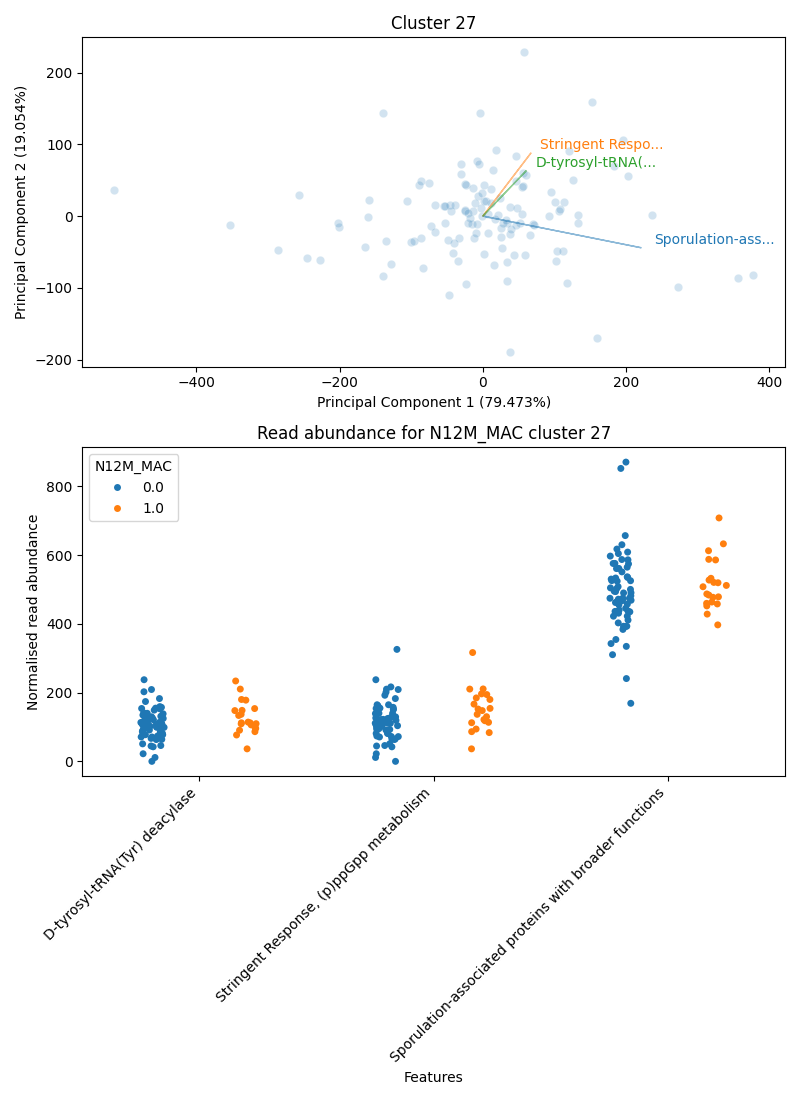 Cluster 27
Principal Component 2 (19.054%)
200
100
0
−100
−200
Stringent Respo...
D-tyrosyl-tRNA(...
Sporulation-ass...
−400
−200
0
200
400
Principal Component 1 (79.473%)
Read abundance for N12M_MAC cluster 27
Normalised read abundance
800
600
400
200
0
N12M_MAC
0.0
1.0
D-tyrosyl-tRNA(Tyr) deacylase
Stringent Response, (p)ppGpp metabolism
Sporulation-associated proteins with broader functions
Features